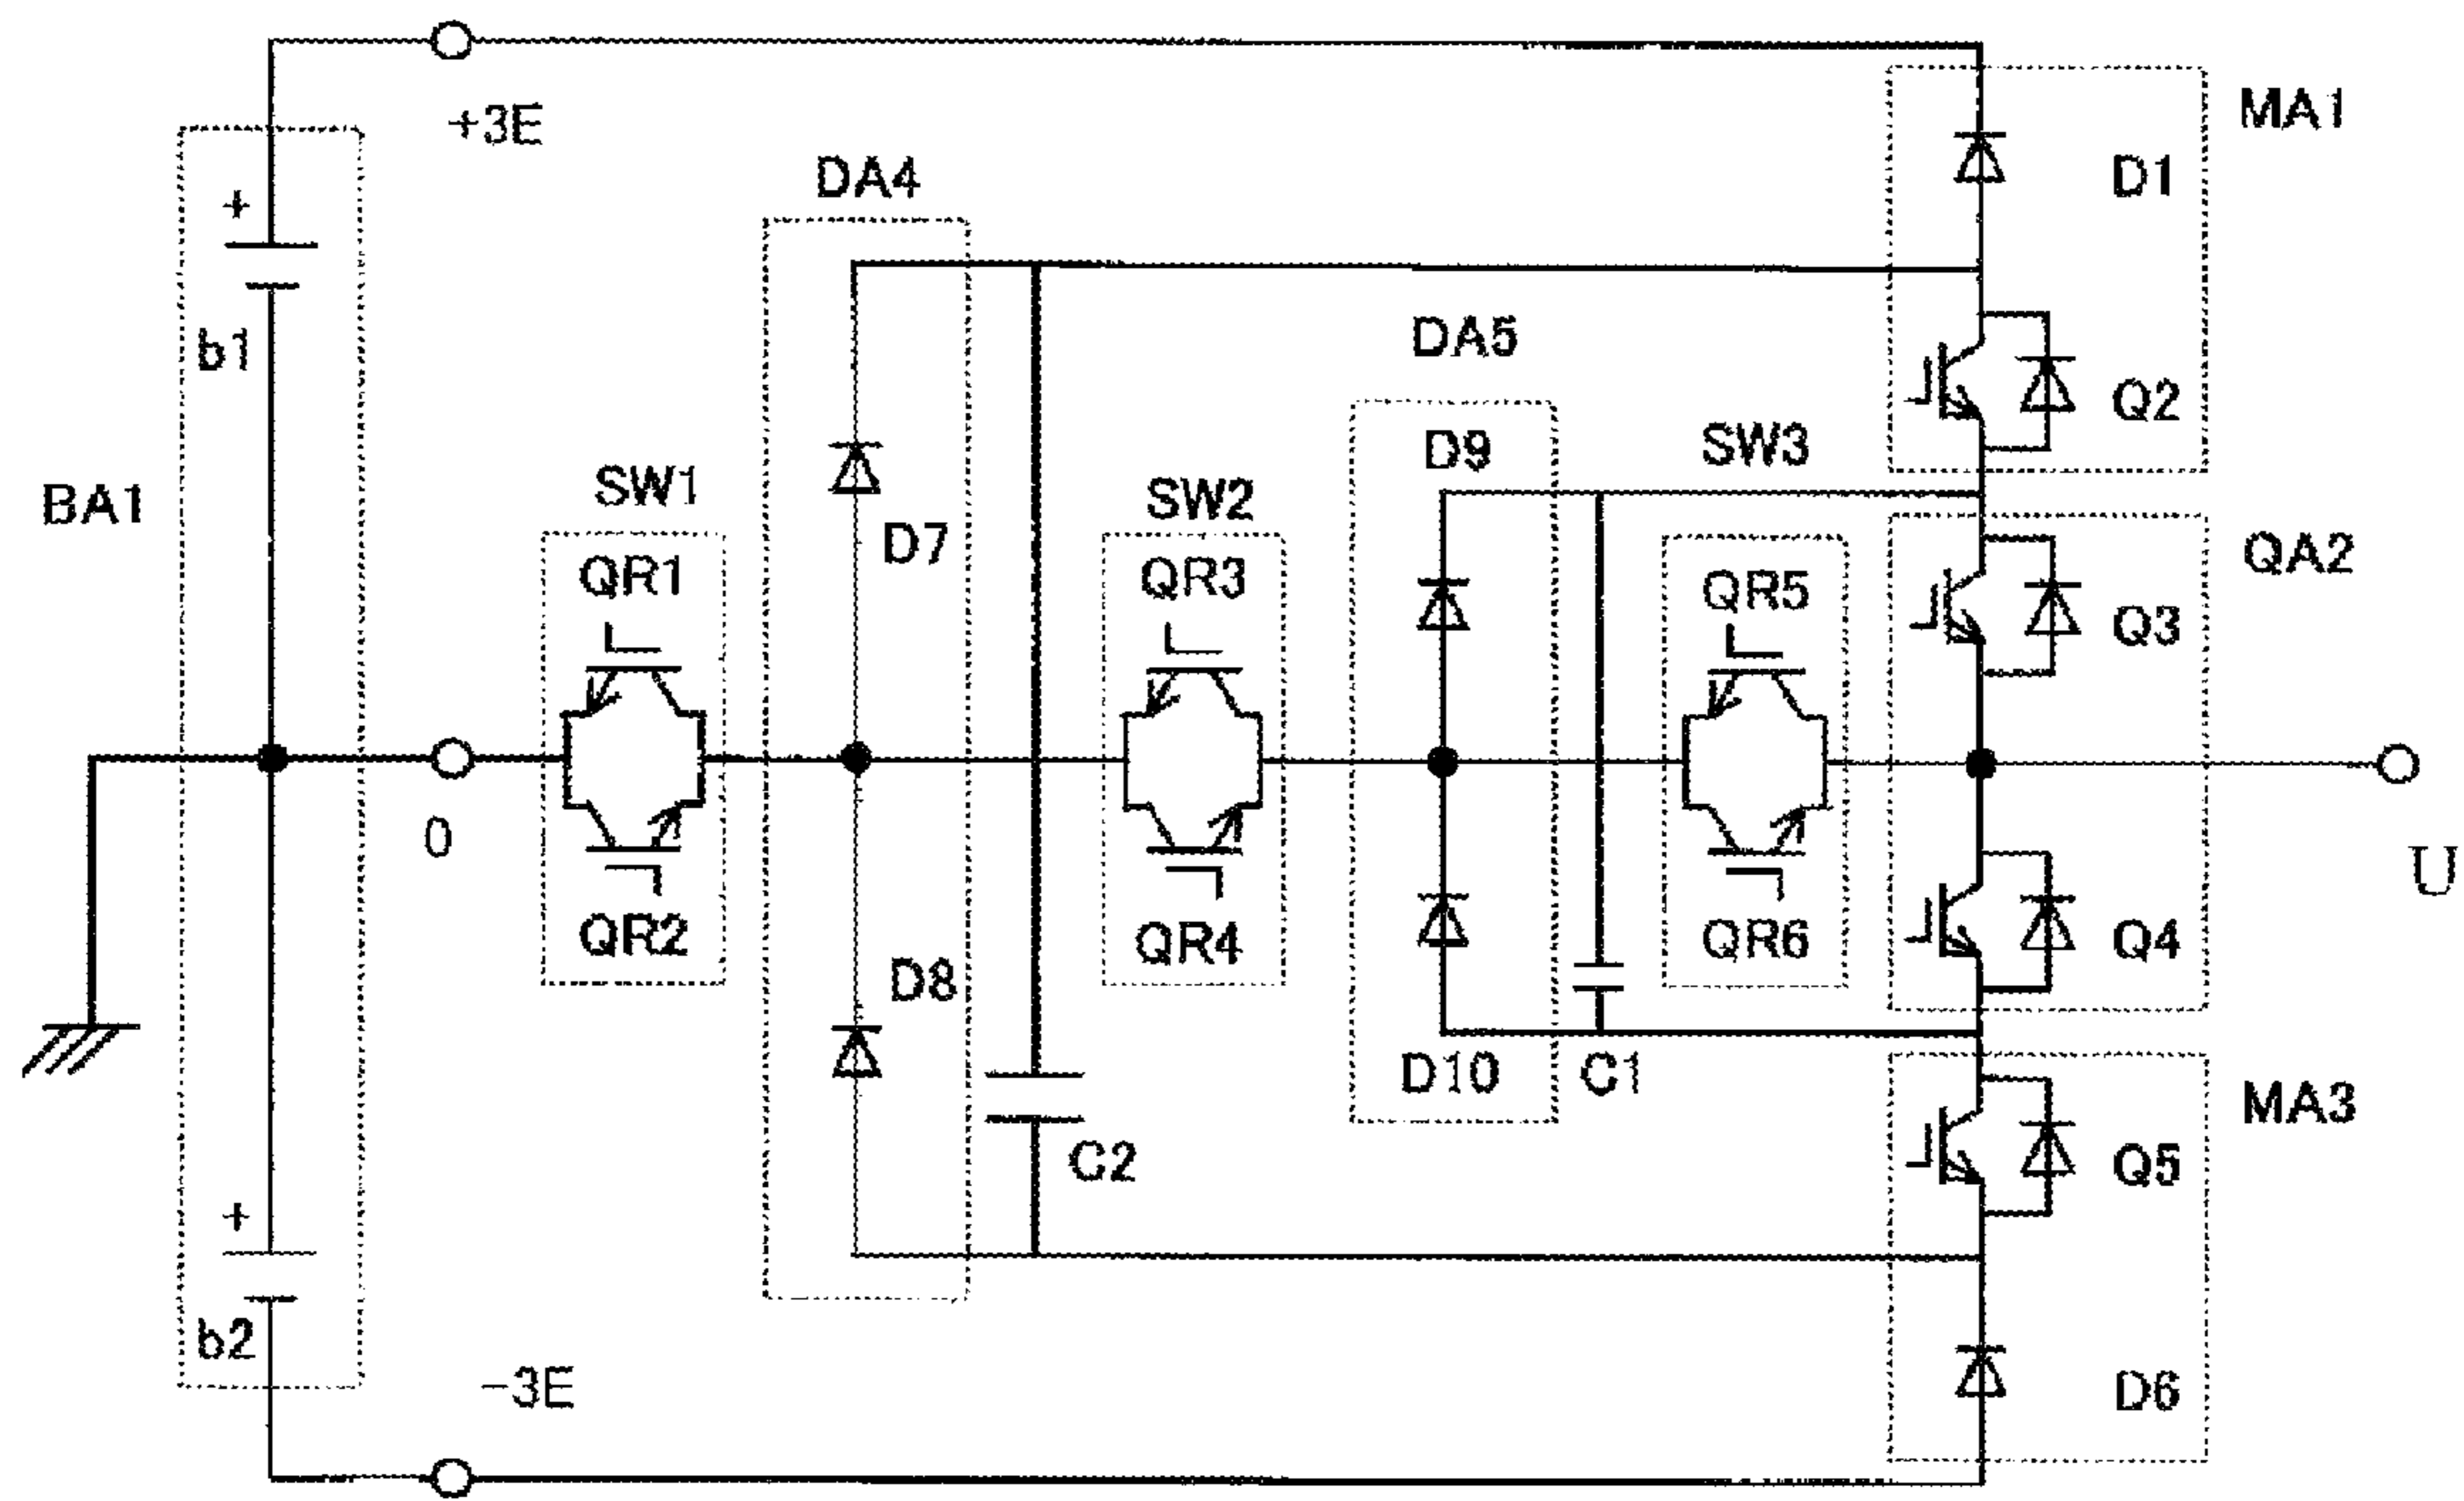 +3E
MA1
D1
DA4
+
b1
DA5
Q2
D9
SW3
SW1
SW2
BA1
D7
QR1
QR3
QR5
QA2
Q3
0
U
QR2
QR4
QR6
Q4
D8
D10
C1
MA3
C2
Q5
+
b2
-3E
D6